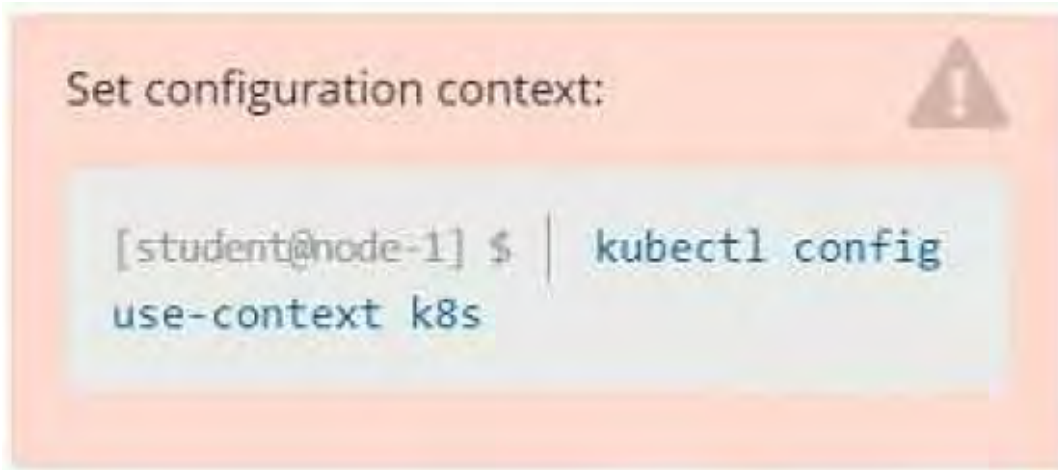 Set configuration context:
[student@node-1] $ | kubectl config
use-context k8s